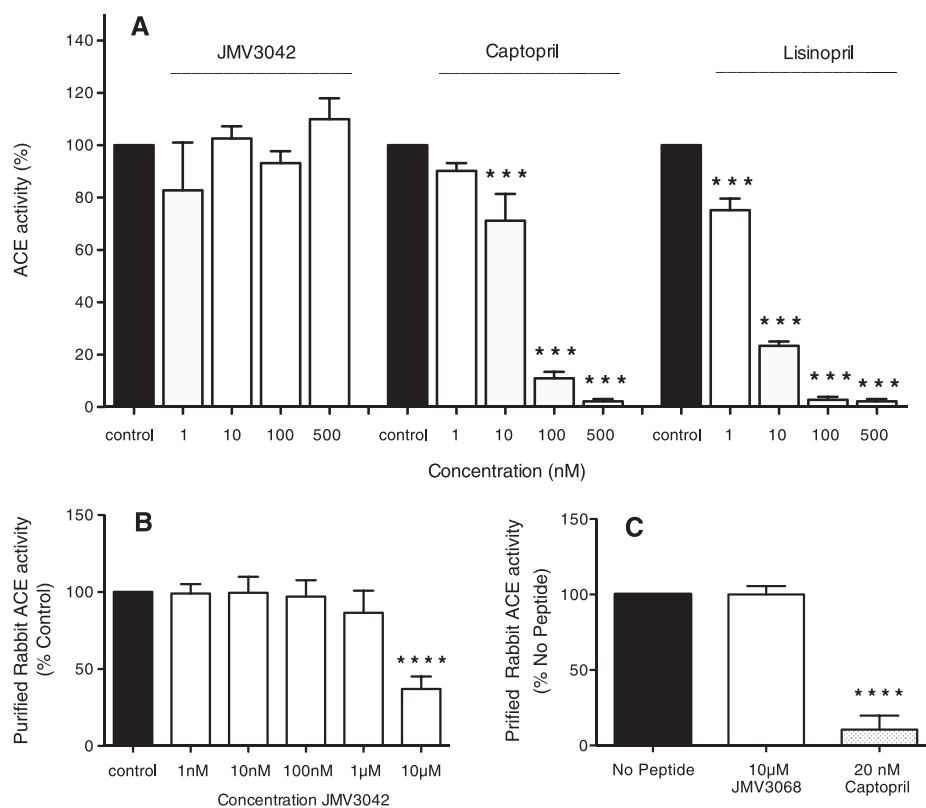 A
JMV3042
Captopril
Lisinopril
140
120
100
80
60
40
20
0
ACE activity (%)
* * *
* * *
* * *
* * *
* * *
* * *
* * *
control 1 10 100 500 control 1 10 100 500 control 1 10 100 500
Concentration (nM)
B
150
100
50
0
Purified Rabbit ACE activity
(% Control)
* * * *
control 1nM 10nM 100nM 1µM 10µM
Concentration JMV3042
C
150
100
50
0
Prified Rabbit ACE activity
(% No Peptide)
* * * *
No Peptide 10µM 20 nM
JMV3068 Captopril